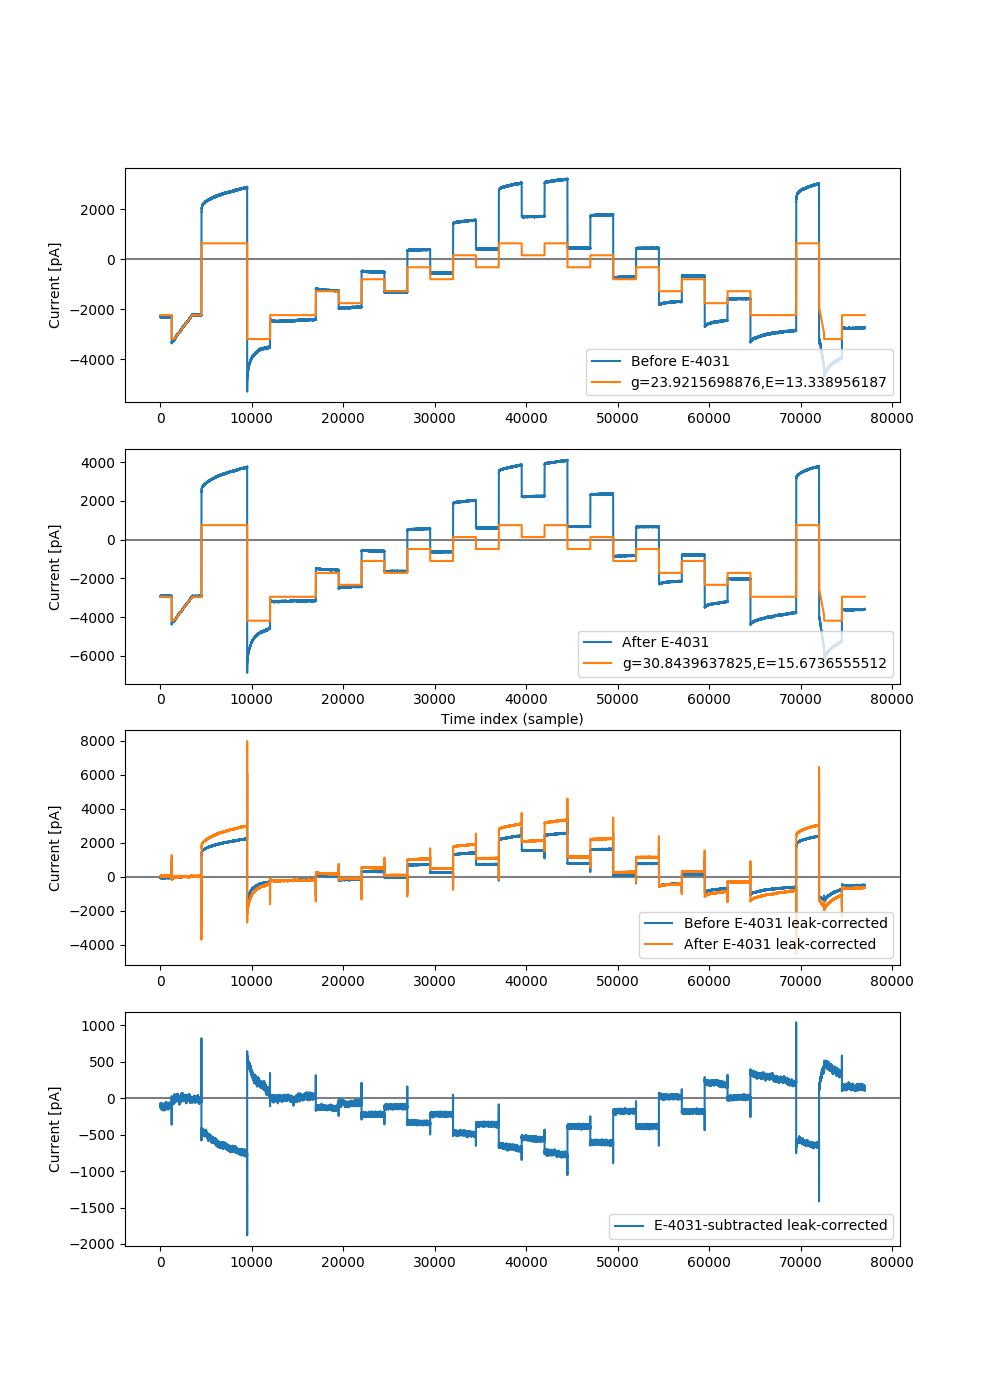 2000
0
−2000
−4000
Current [pA]
Before E-4031
g=23.9215698876,E=13.338956187
0 10000 20000 30000 40000 50000 60000 70000 80000
4000
2000
0
−2000
−4000
−6000
Current [pA]
After E-4031
g=30.8439637825,E=15.6736555512
0 10000 20000 30000 40000 50000 60000 70000 80000
Time index (sample)
8000
6000
4000
2000
0
−2000
−4000
Current [pA]
Before E-4031 leak-corrected
After E-4031 leak-corrected
0 10000 20000 30000 40000 50000 60000 70000 80000
1000
500
0
−500
−1000
−1500
−2000
Current [pA]
E-4031-subtracted leak-corrected
0 10000 20000 30000 40000 50000 60000 70000 80000